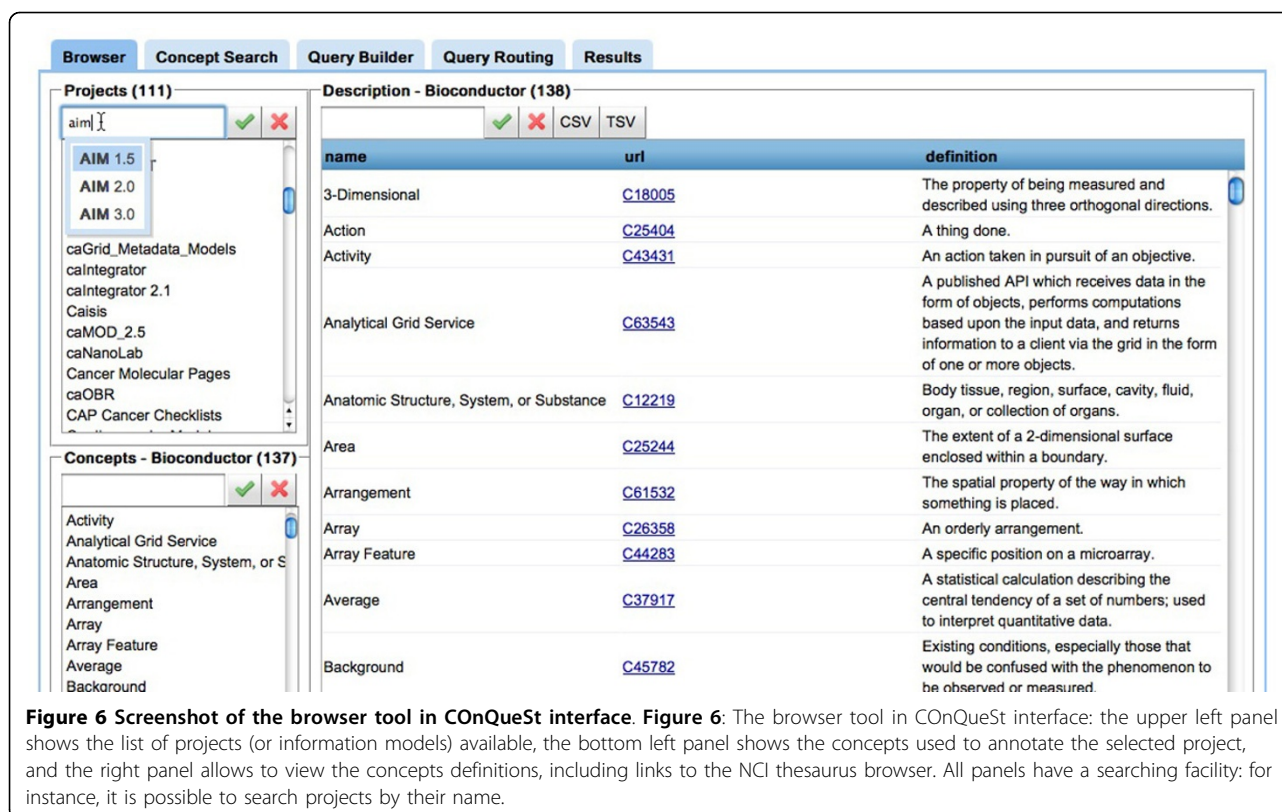 Browser Concept Search Query Builder Query Routing Results
Projects (111)
aim
AIM 1.5
AIM 2.0
AIM 3.0
caGrid_Metadata_Models
caIntegrator
caIntegrator 2.1
Caisis
caMOD_2.5
caNanoLab
Cancer Molecular Pages
caOBR
CAP Cancer Checklists
Concepts - Bioconductor (137)
Activity
Analytical Grid Service
Anatomic Structure, System, or S
Area
Arrangement
Array
Array Feature
Average
Background
Description - Bioconductor (138)
CSV TSV
name url definition
3-Dimensional C18005 The property of being measured and
described using three orthogonal directions.
Action C25404 A thing done.
Activity C43431 An action taken in pursuit of an objective.
A published API which receives data in the
form of objects, performs computations
Analytical Grid Service C63543 based upon the input data, and returns
information to a client via the grid in the form
of one or more objects.
Anatomic Structure, System, or Substance C12219 Body tissue, region, surface, cavity, fluid,
organ, or collection of organs.
Area C25244 The extent of a 2-dimensional surface
enclosed within a boundary.
Arrangement C61532 The spatial property of the way in which
something is placed.
Array C26358 An orderly arrangement.
Array Feature C44283 A specific position on a microarray.
A statistical calculation describing the
Average C37917 central tendency of a set of numbers; used
to interpret quantitative data.
Existing conditions, especially those that
Background C45782 would be confused with the phenomenon to
be observed or measured.
Figure 6 Screenshot of the browser tool in COnQueSt interface. Figure 6: The browser tool in COnQueSt interface: the upper left panel
shows the list of projects (or information models) available, the bottom left panel shows the concepts used to annotate the selected project,
and the right panel allows to view the concepts definitions, including links to the NCI thesaurus browser. All panels have a searching facility: for
instance, it is possible to search projects by their name.